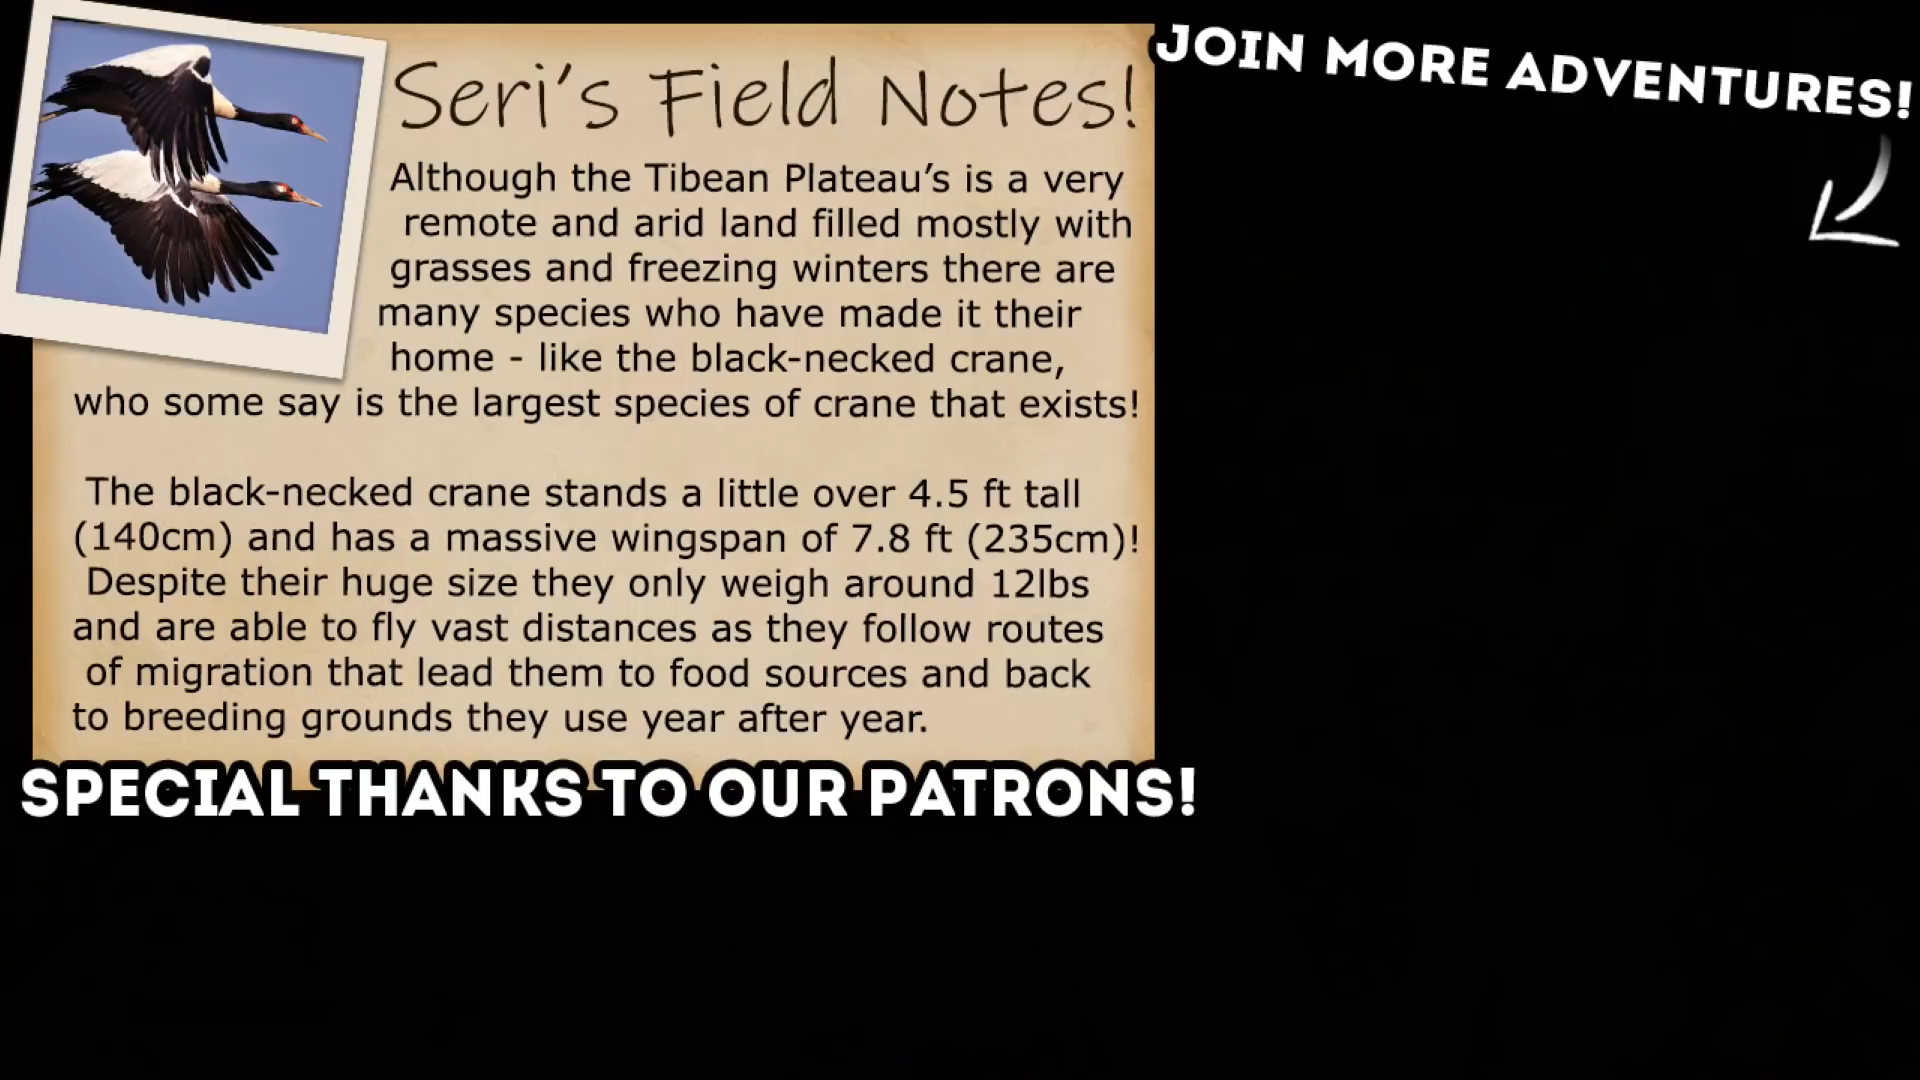 Seri's Field Notes!
JOIN MORE ADVENTURES!
Although the Tibean Plateau's is a very
remote and arid land filled mostly with
grasses and freezing winters there are
many species who have made it their
home - like the black-necked crane,
who some say is the largest species of crane that exists!
The black-necked crane stands a little over 4.5 ft tall
(140cm) and has a massive wingspan of 7.8 ft (235cm)!
Despite their huge size they only weigh around 12lbs
and are able to fly vast distances as they follow routes
of migration that lead them to food sources and back
to breeding grounds they use year after year.
SPECIAL THANKS TO OUR PATRONS!